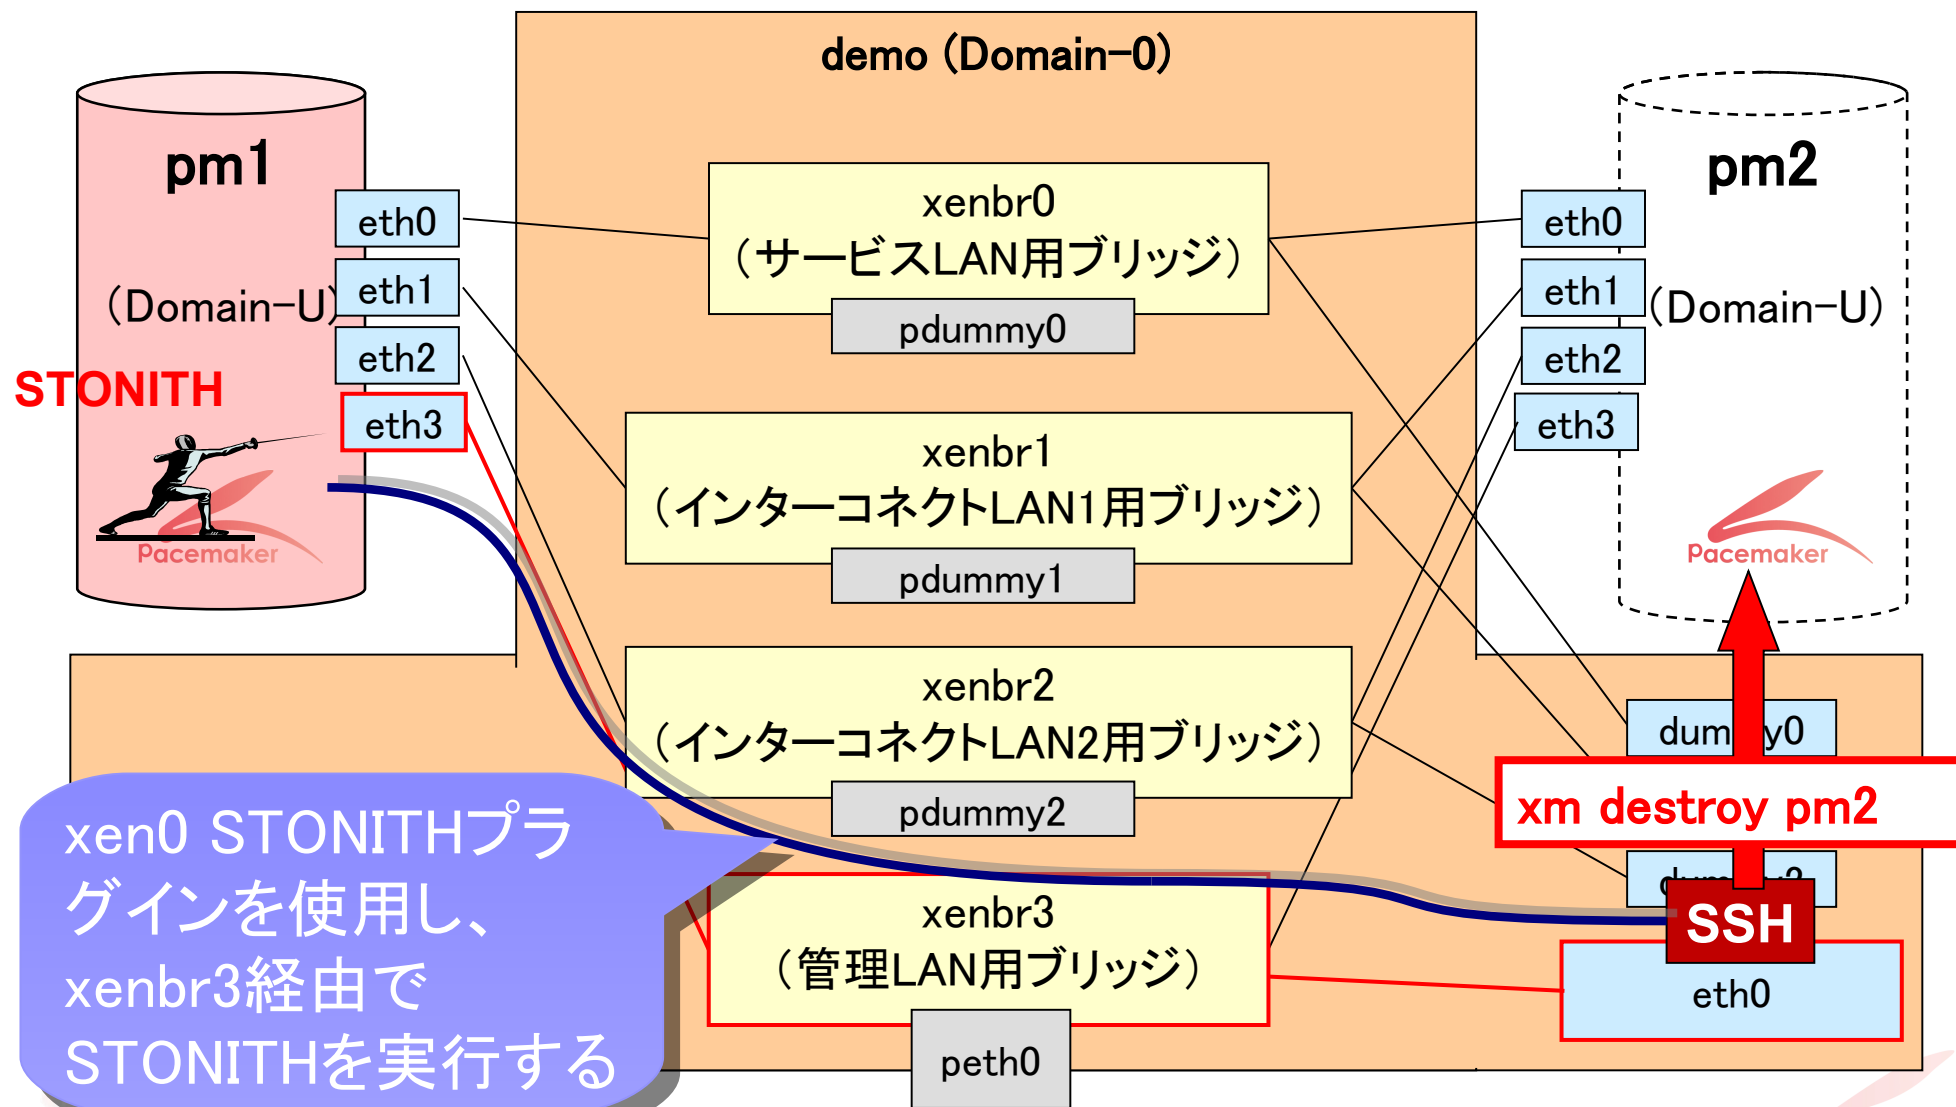 demo (Domain-0)
pm1
(Domain-U)
eth0
eth1
eth2
eth3
STONITH
Pacemaker
xenbr0
(サービスLAN用ブリッジ)
pdummy0
xenbr1
(インターコネクトLAN1用ブリッジ)
pdummy1
xenbr2
(インターコネクトLAN2用ブリッジ)
pdummy2
xenbr3
(管理LAN用ブリッジ)
peth0
pm2
(Domain-U)
eth0
eth1
eth2
eth3
Pacemaker
xm destroy pm2
SSH
eth0
xen0 STONITHプラ
グインを使用し、
xenbr3経由で
STONITHを実行する